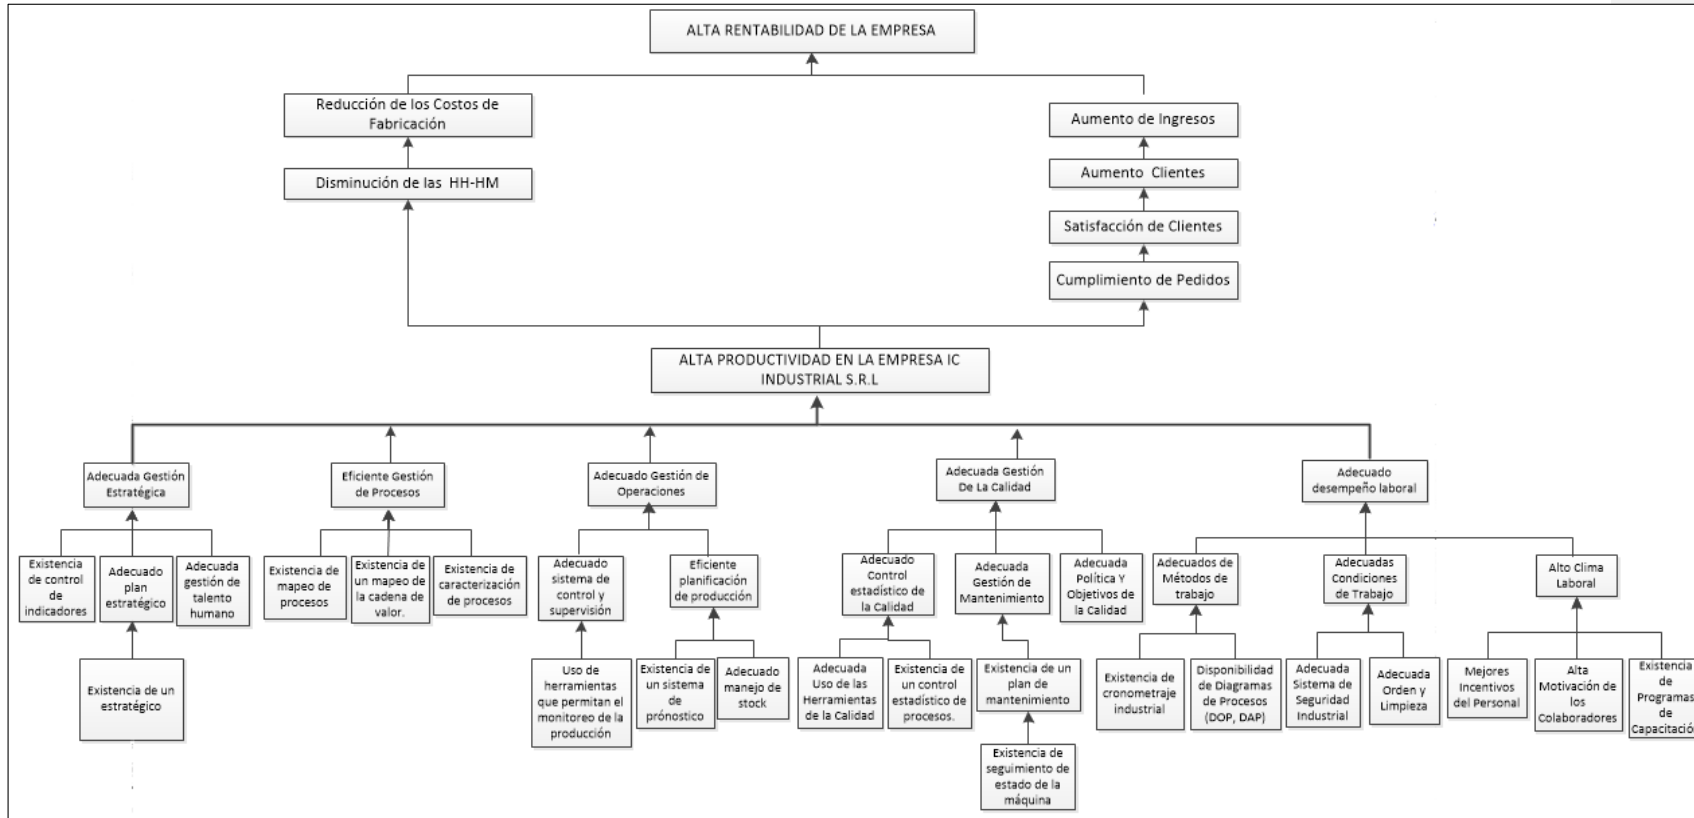 ALTA RENTABILIDAD DE LA EMPRESA
Reducción de los Costos de
Fabricación
Aumento de Ingresos
Disminución de las HH-HM
Aumento Clientes
Satisfacción de Clientes
Cumplimiento de Pedidos
ALTA PRODUCTIVIDAD EN LA EMPRESA IC
INDUSTRIAL S.R.L
Adecuada Gestión
Estratégica
Eficiente Gestión
de Procesos
Adecuado Gestión de
Operaciones
Adecuada Gestión
De La Calidad
Adecuado
desempeño laboral
Existencia
de control
de
indicadores
Adecuado
plan
estratégico
Adecuada
gestión de
talento
humano
Existencia de
mapeo de
procesos
Existencia de
un mapeo de
la cadena de
valor.
Existencia de
caracterización
de procesos
Adecuado
sistema de
control y
supervisión
Eficiente
planificación
de producción
Adecuado
Control
estadístico de
la Calidad
Adecuada
Gestión de
Mantenimiento
Adecuada
Política Y
Objetivos de
la Calidad
Adecuados de
Métodos de
trabajo
Adecuadas
Condiciones
de Trabajo
Alto Clima
Laboral
Existencia de un
estratégico
Uso de
herramientas
que permitan el
monitoreo de la
producción
Existencia de
un sistema
de
prónostico
Adecuado
manejo de
stock
Adecuada
Uso de las
Herramientas
de la Calidad
Existencia de
un control
estadístico de
procesos.
Existencia de un
plan de
mantenimiento
Existencia de
cronometraje
industrial
Disponibilidad
de Diagramas
de Procesos
(DOP, DAP)
Adecuada
Sistema de
Seguridad
Industrial
Adecuada
Orden y
Limpieza
Mejores
Incentivos
del Personal
Alta
Motivación de
los
Colaboradores
Existencia
de
Programas
de
Capacitación
Existencia de
seguimiento de
estado de la
máquina